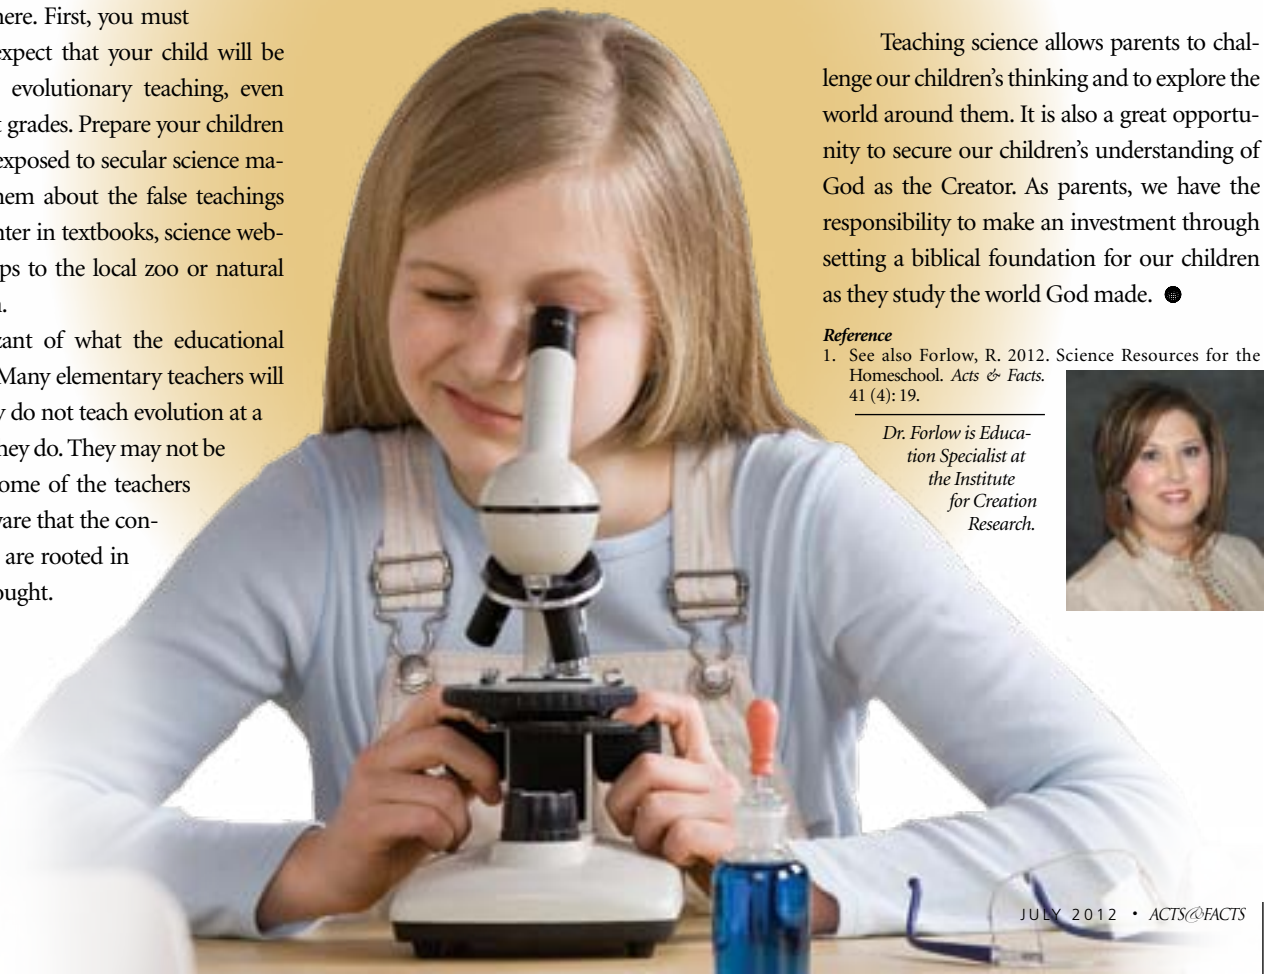 here. First, you must
expect that your child will be
evolutionary teaching, even
grades. Prepare your children
exposed to secular science ma-
hem about the false teachings
nter in textbooks, science web-
ps to the local zoo or natural
zant of what the educational
Many elementary teachers will
y do not teach evolution at a
hey do. They may not be
ome of the teachers
ware that the con-
are rooted in
ought.
Teaching science allows parents to chal-
lenge our children’s thinking and to explore the
world around them. It is also a great opportu-
nity to secure our children’s understanding of
God as the Creator. As parents, we have the
responsibility to make an investment through
setting a biblical foundation for our children
as they study the world God made.
Reference
1. See also Forlow, R. 2012. Science Resources for the
Homeschool. Acts & Facts.
41 (4): 19.
Dr. Forlow is Educa-
tion Specialist at
the Institute
for Creation
Research.
JULY 2012 • ACTS&FACTS